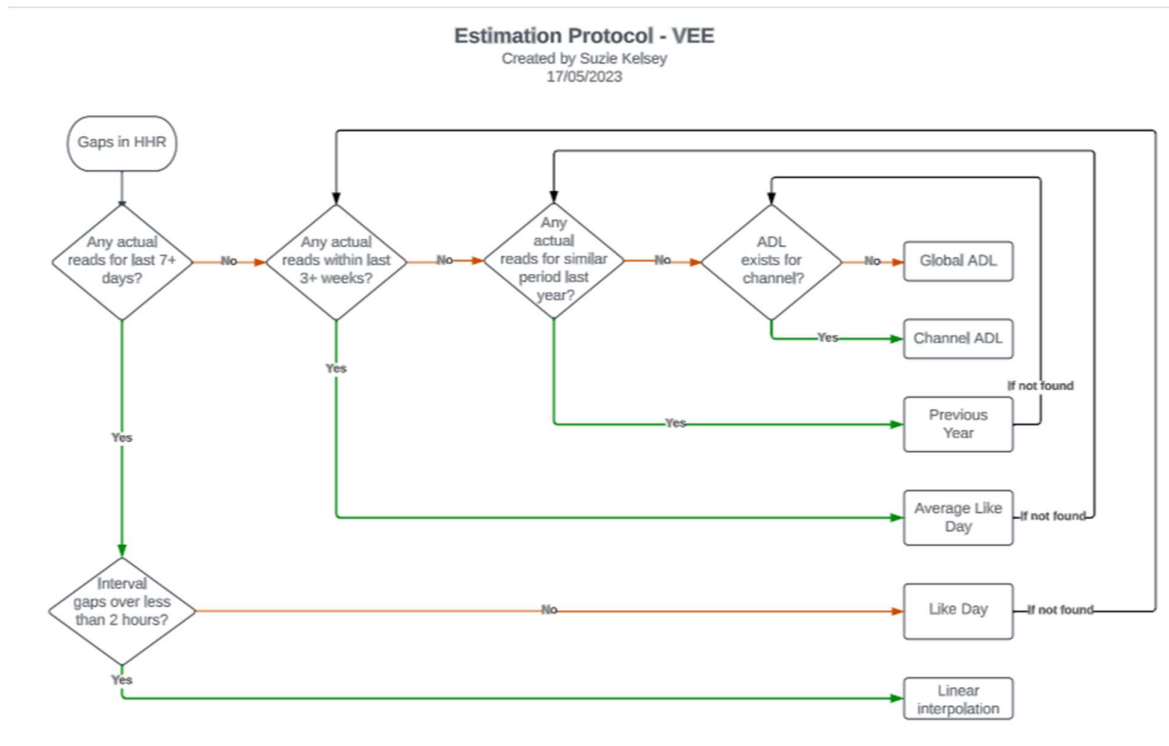 Estimation Protocol - VEE
Created by Suzie Kelsey
17/05/2023
Gaps in HHR
Any actual
reads for last 7+
days?
No
Any actual
reads within last
3+ weeks?
No
Any
actual
reads for similar
period last
year?
No
ADL
exists for
channel?
No
Global ADL
Yes
Channel ADL
Yes
If not found
Yes
Previous
Year
Yes
Average Like
Day
If not found
Interval
gaps over less
than 2 hours?
No
Like Day
If not found
Yes
Linear
interpolation